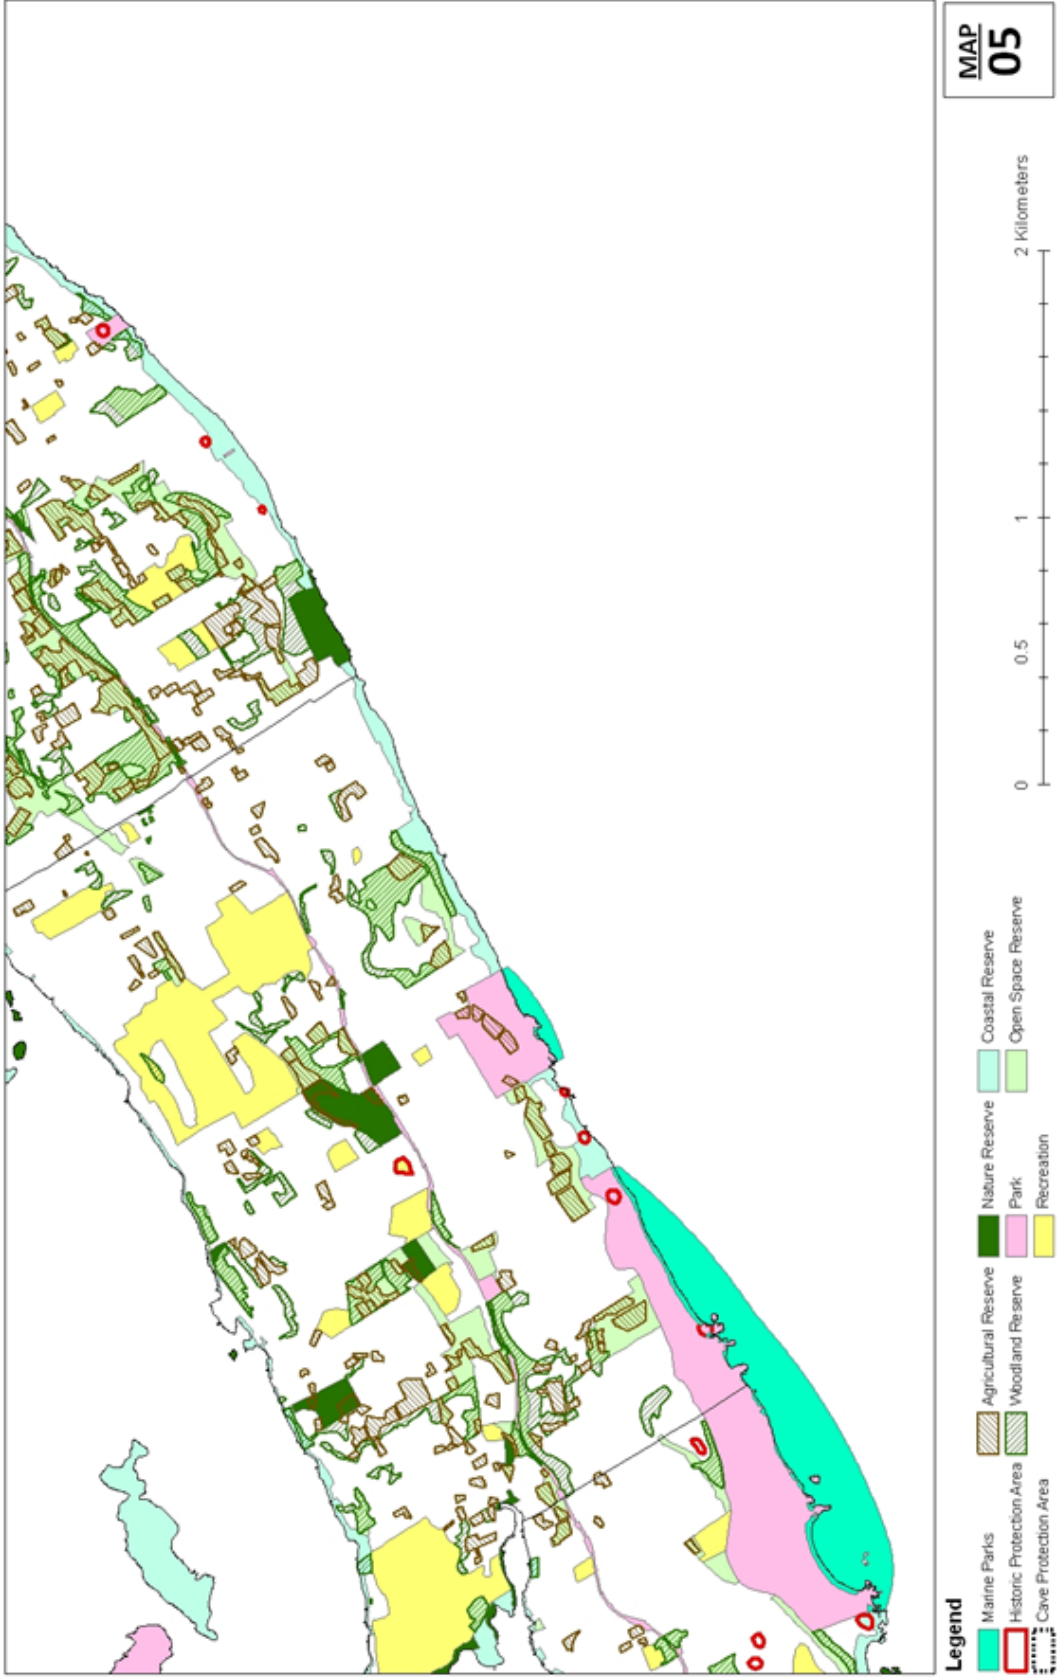 MAP
05
Legend
Marine Parks
Historic Protection Area
Cave Protection Area
Agricultural Reserve
Woodland Reserve
Nature Reserve
Park
Recreation
Coastal Reserve
Open Space Reserve
0 0.5 1 2 Kilometers